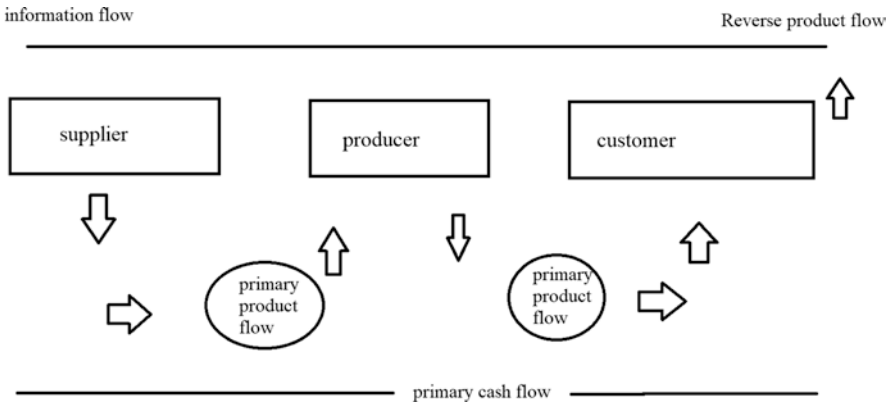 information flow
Reverse product flow
supplier
producer
customer
primary
product
flow
primary
product
flow
primary cash flow